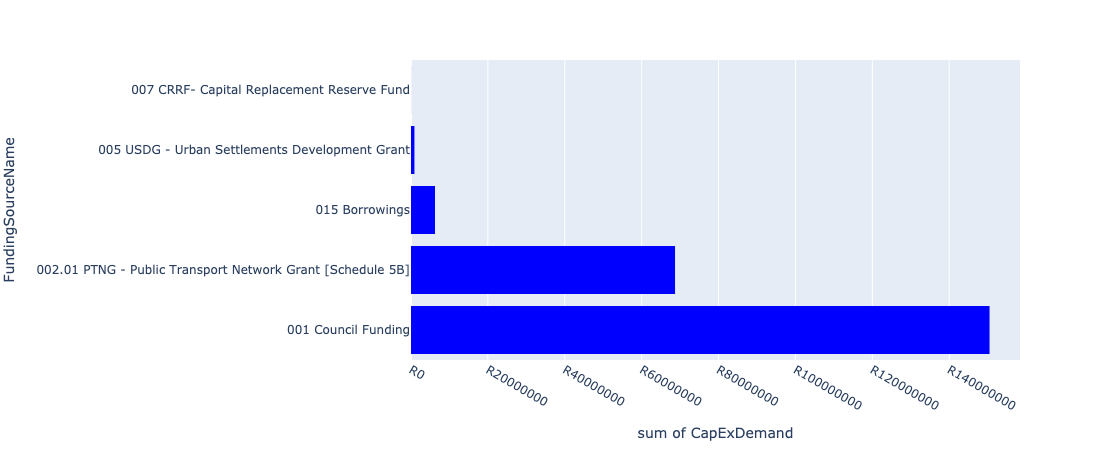 007 CRRF- Capital Replacement Reserve Fund
005 USDG - Urban Settlements Development Grant
015 Borrowings
002.01 PTNG - Public Transport Network Grant [Schedule 5B]
001 Council Funding
FundingSourceName
R0
R20000000
R40000000
R60000000
R80000000
R100000000
R120000000
R140000000
sum of CapExDemand